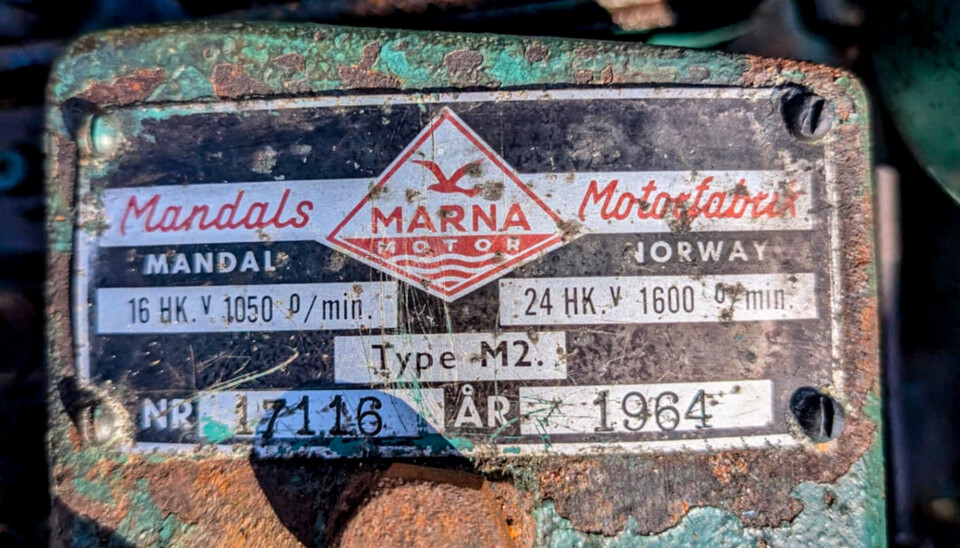 Mandals MARNA MOTOR Motorfabrik
MANDAL NORWAY
16 HK. v 1050 o/min. 24 HK. v 1600 o/min.
Type M2.
NR 17116 ÅR 1964